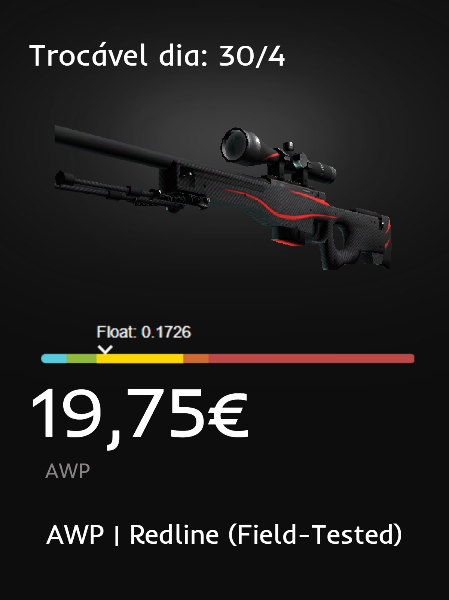 Trocável dia: 30/4
Float: 0.1726
19,75€
AWP
AWP | Redline (Field-Tested)